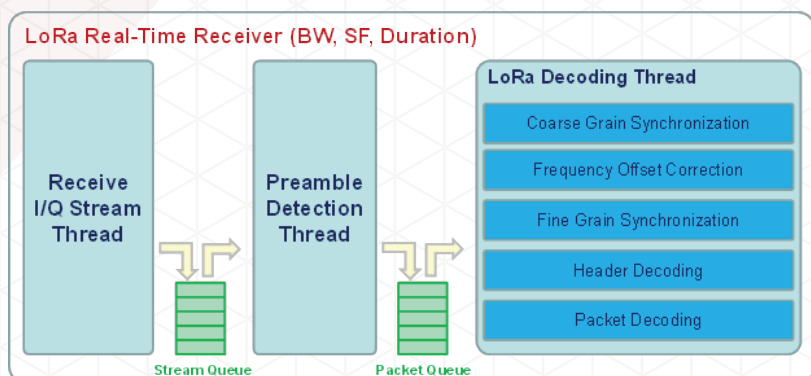 LoRa Real-Time Receiver (BW, SF, Duration)
Receive
I/Q Stream
Thread
Stream Queue
Preamble
Detection
Thread
Packet Queue
LoRa Decoding Thread
Coarse Grain Synchronization
Frequency Offset Correction
Fine Grain Synchronization
Header Decoding
Packet Decoding